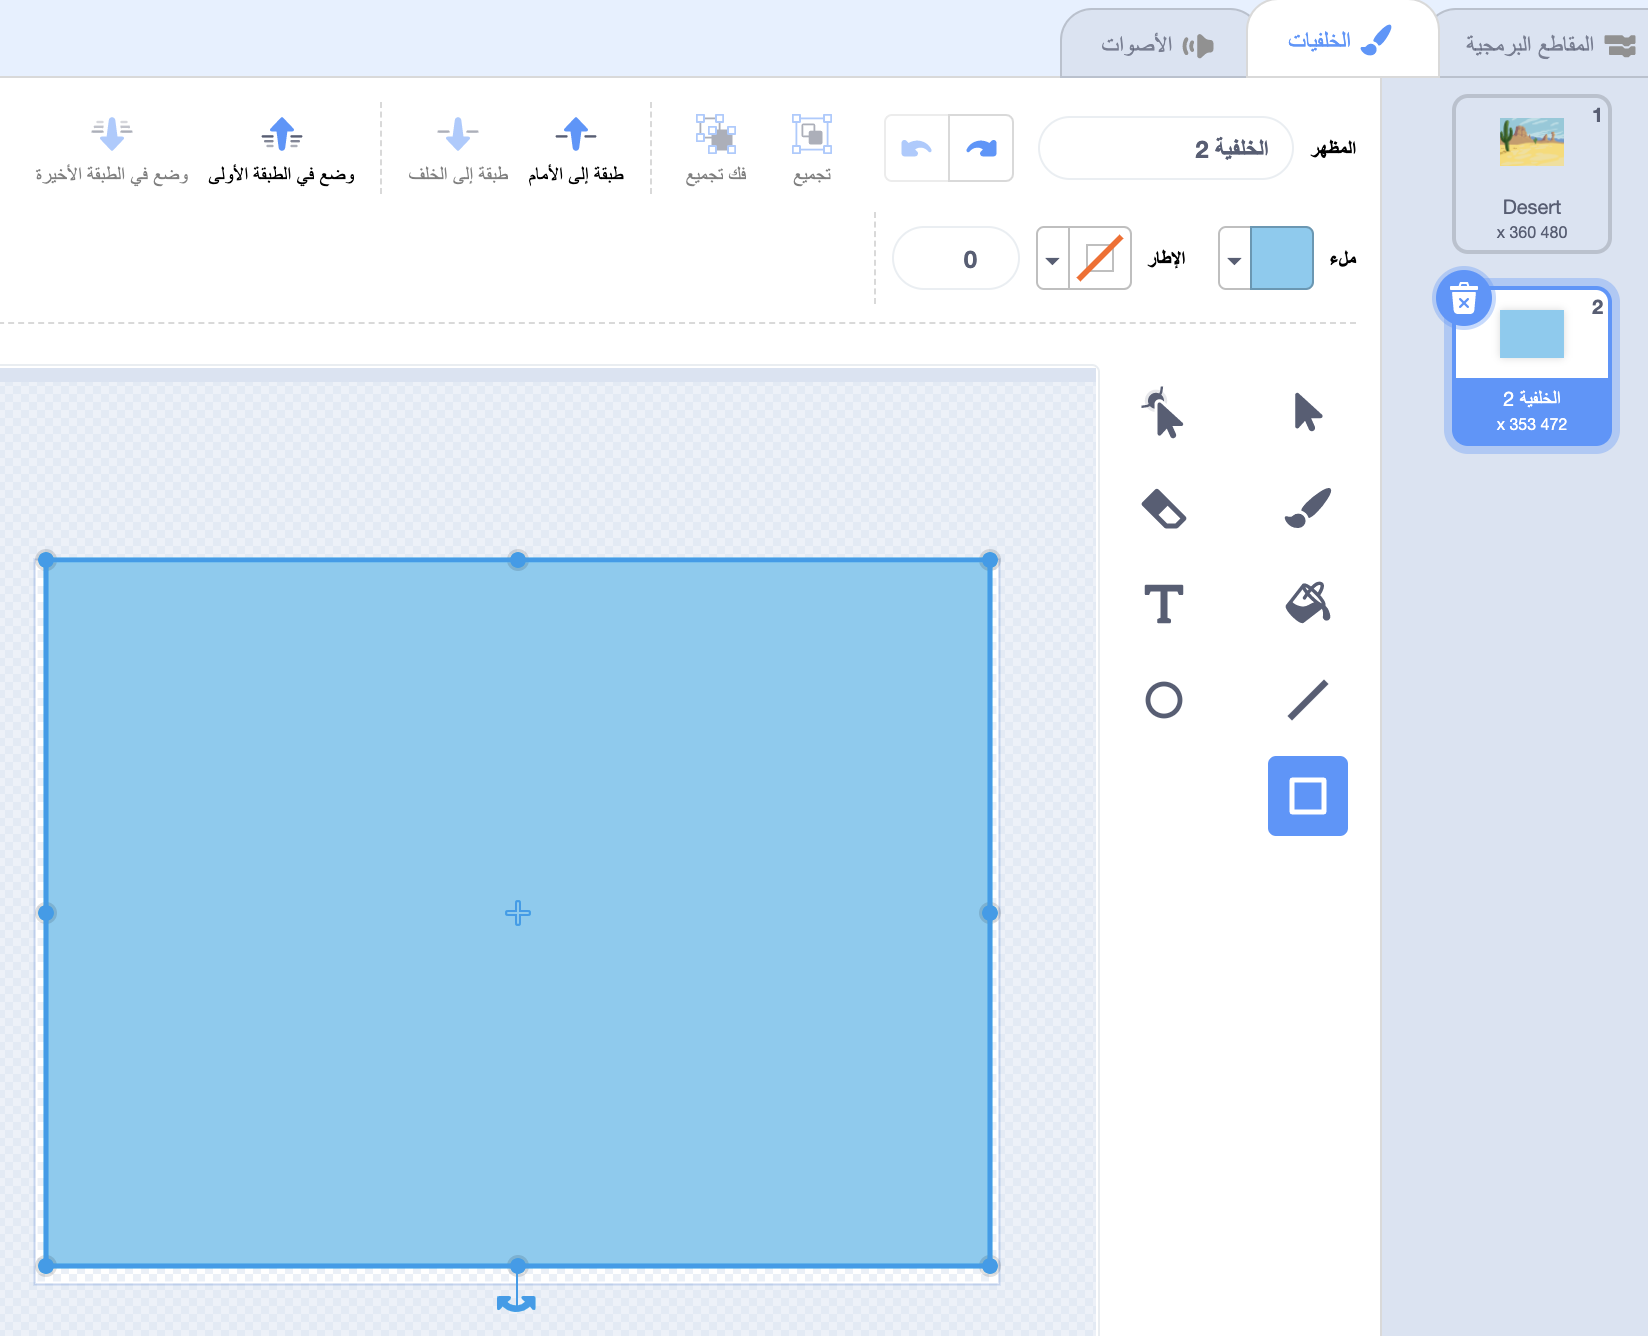 المقاطع البرمجية
الخلفيات
الأصوات
المظهر
الخلفية 2
تجميع
فك تجميع
طبقة إلى الأمام
طبقة إلى الخلف
وضع في الطبقة الأولى
وضع في الطبقة الأخيرة
ملء
الإطار
0
1
Desert
480 x 360
2
الخلفية 2
472 x 353
T